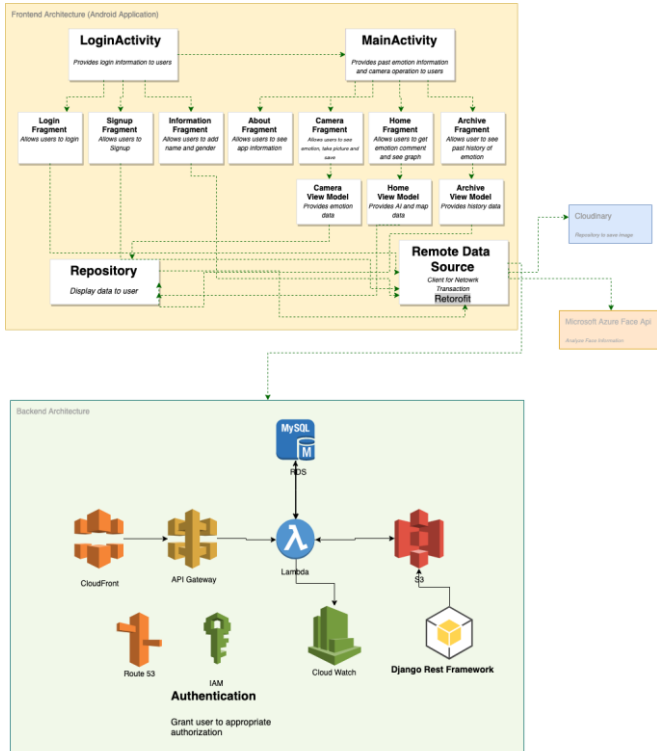 Frontend Architecture (Android Application)
LoginActivity
Provides login information to users
MainActivity
Provides past emotion information
and camera operation to users
Login
Fragment
Allows users to login
Signup
Fragment
Allows users to
Signup
Information Fragment
Allows users to add
name and gender
About Fragment
Allows users to see
app information
Camera
Fragment
Allows users to see
emotion, take picture and
save
Home
Fragment
Allows users to get
emotion comment
and see graph
Archive
Fragment
Allows user to see
past history of
emotion
Camera
View Model
Provides emotion
data
Home
View Model
Provides AI and map
data
Archive
View Model
Provides history data
Repository
Display data to user
Remote Data
Source
Client for Netowrk
Transaction
Retorofit
Cloudinary
Repository to save image
Microsoft Azure Face Api
Analyze Face Information
Backend Architecture
MySQL
M
RDS
CloudFront
API Gateway
λ
Lambda
S3
Route 53
IAM
Authentication
Grant user to appropriate
authorization
Cloud Watch
Django Rest Framework